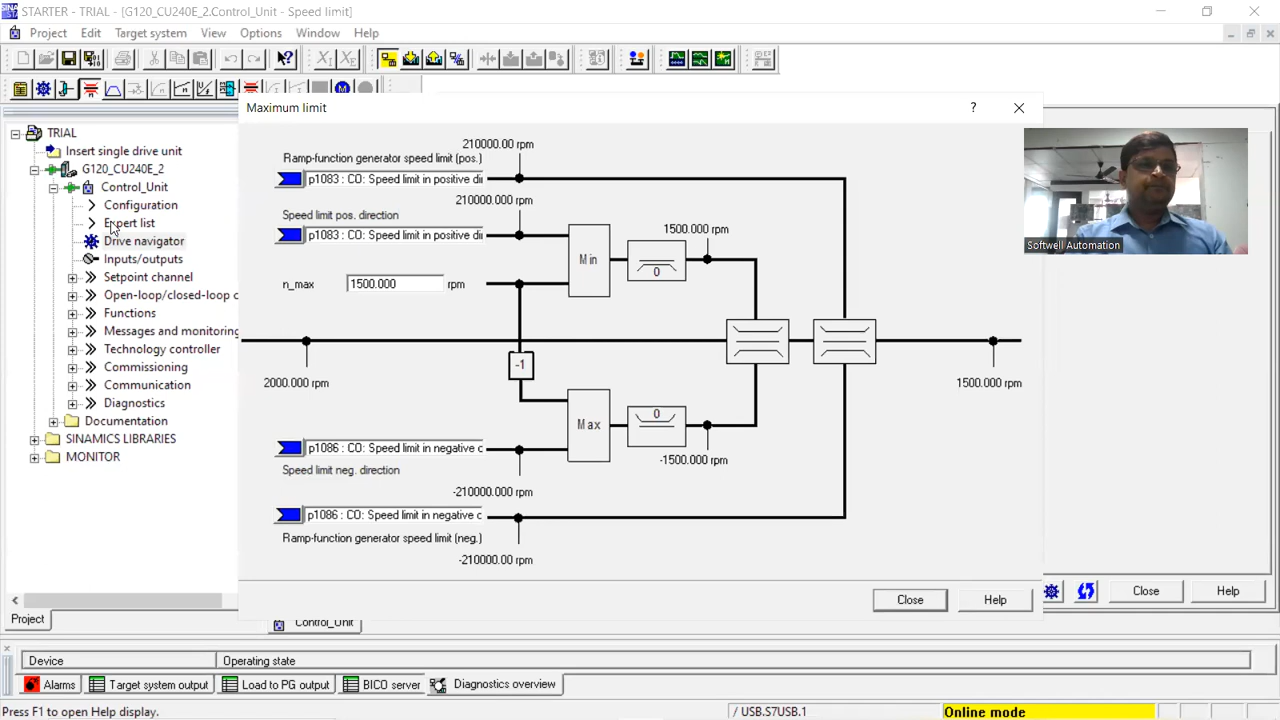 STARTER - TRIAL - [G120_CU240E_2.Control_Unit - Speed limit]
Project Edit Target system View Options Window Help
Maximum limit
TRIAL
Insert single drive unit
G120_CU240E_2
Control_Unit
Configuration
Expert list
Drive navigator
Inputs/outputs
Setpoint channel
Open-loop/closed-loop c
Functions
Messages and monitoring
Technology controller
Commissioning
Communication
Diagnostics
Documentation
SINAMICS LIBRARIES
MONITOR
Project
210000.00 rpm
Ramp-function generator speed limit (pos.)
p1083 : CO: Speed limit in positive di
210000.000 rpm
Speed limit pos. direction
p1083 : CO: Speed limit in positive di
1500.000 rpm
Min
0
n_max 1500.000 rpm
-1
2000.000 rpm
1500.000 rpm
Max
0
p1086 : CO: Speed limit in negative c
-1500.000 rpm
Speed limit neg. direction
-210000.000 rpm
p1086 : CO: Speed limit in negative c
Ramp-function generator speed limit (neg.)
-210000.00 rpm
Close Help
Softwell Automation
Close Help
Control_Unit
Device Operating state
Alarms Target system output Load to PG output BICO server Diagnostics overview
Press F1 to open Help display. / USB.S7USB.1 Online mode